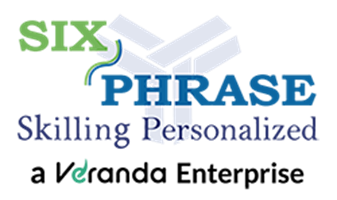 SIX
PHRASE
Skilling Personalized
a Veranda Enterprise